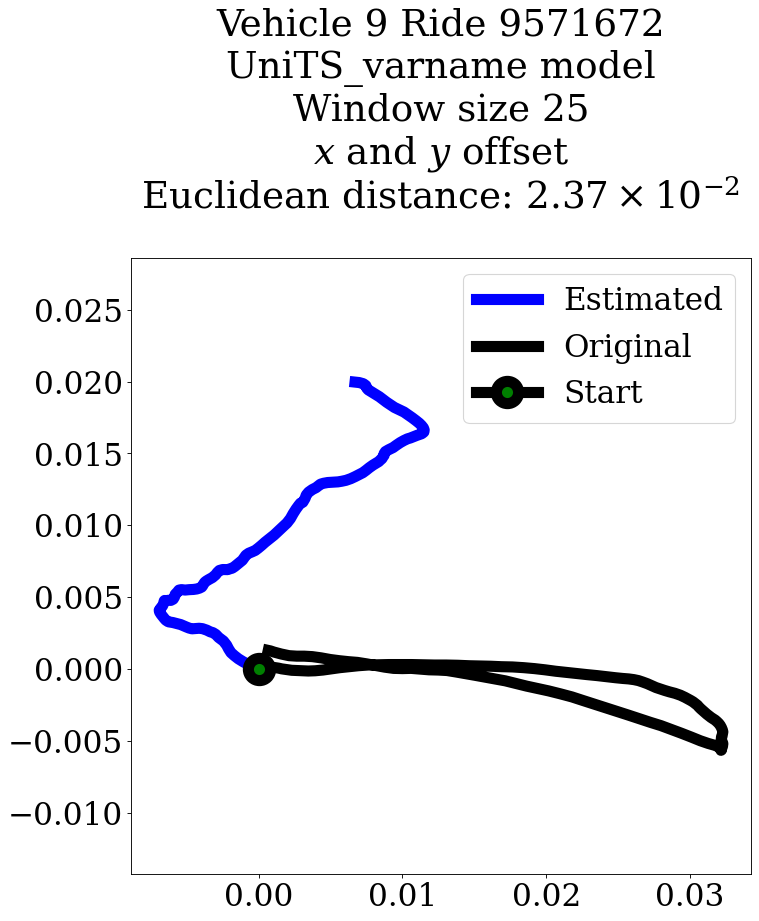 Vehicle 9 Ride 9571672
UniTS_varname model
Window size 25
x and y offset
Euclidean distance: 2.37 × 10⁻²
Estimated
Original
Start
0.025
0.020
0.015
0.010
0.005
0.000
−0.005
−0.010
0.00 0.01 0.02 0.03